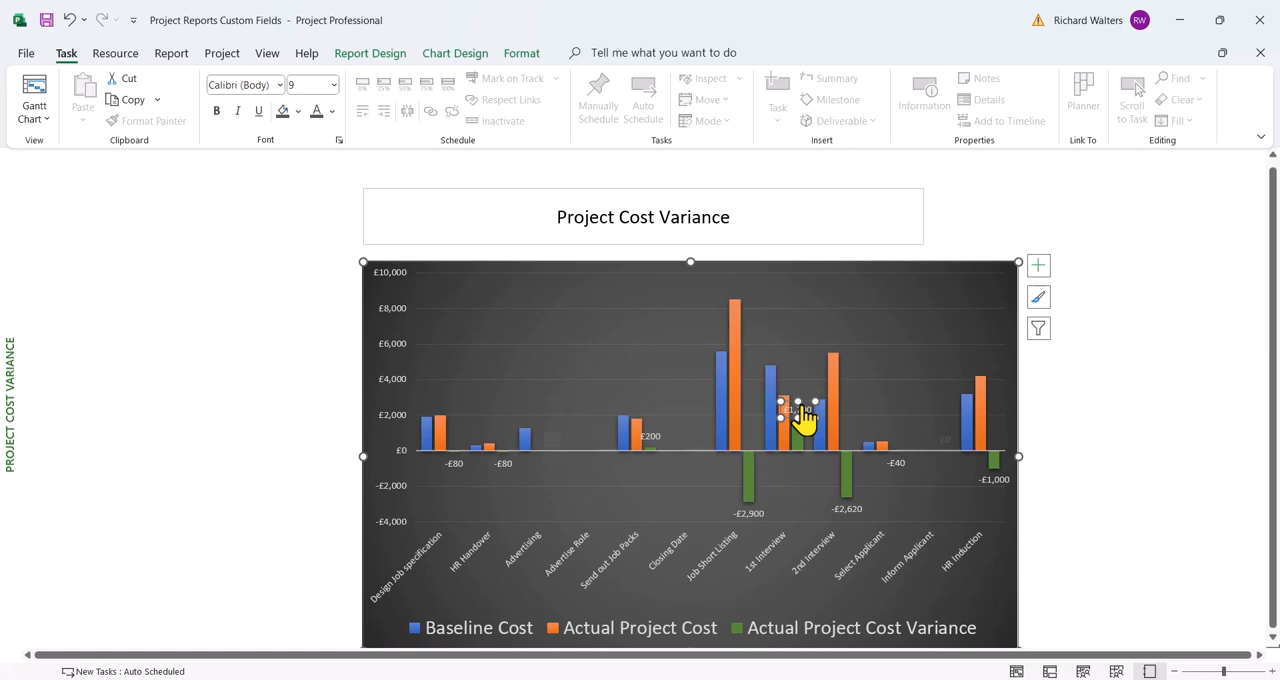 Project Reports Custom Fields - Project Professional
Richard Walters RW
File Task Resource Report Project View Help Report Design Chart Design Format Tell me what you want to do
Gantt Chart
View
Paste
Cut
Copy
Format Painter
Clipboard
Calibri (Body) 9
B I U A
Font
0% 25% 50% 75% 100%
Mark on Track
Respect Links
Inactivate
Schedule
Manually Schedule
Auto Schedule
Inspect
Move
Mode
Tasks
Task
Summary
Milestone
Deliverable
Insert
Information
Notes
Details
Add to Timeline
Properties
Planner
Link To
Scroll to Task
Find
Clear
Fill
Editing
PROJECT COST VARIANCE
Project Cost Variance
£10,000
£8,000
£6,000
£4,000
£2,000
£0
-£2,000
-£4,000
-£80
-£80
£200
-£2,900
-£2,620
-£40
£0
-£1,000
Design Job specification
HR Handover
Advertising
Advertise Role
Send out Job Packs
Closing Date
Job Short Listing
1st Interview
2nd Interview
Select Applicant
Inform Applicant
HR Induction
Baseline Cost Actual Project Cost Actual Project Cost Variance
New Tasks : Auto Scheduled